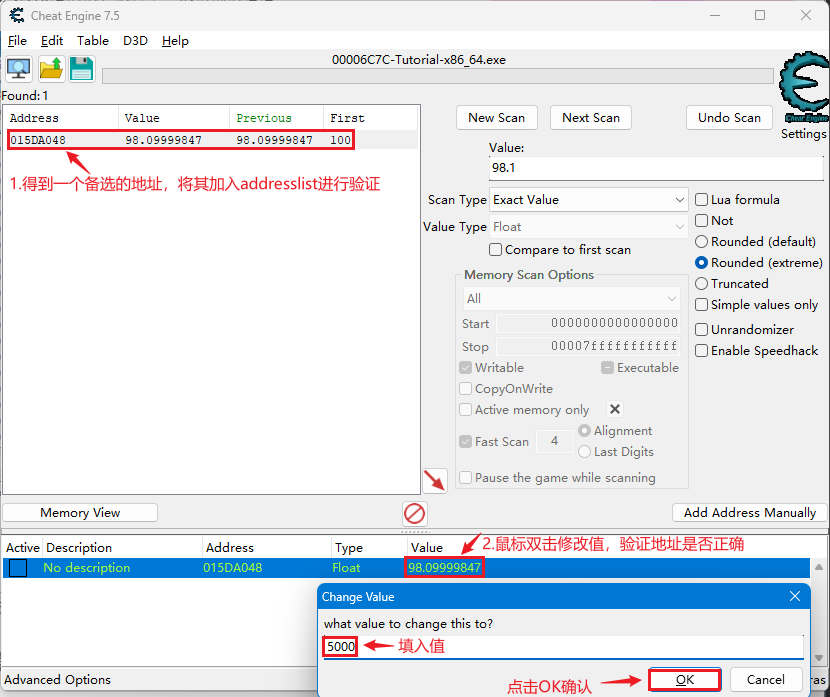 Cheat Engine 7.5
File Edit Table D3D Help
00006C7C-Tutorial-x86_64.exe
Found: 1
Address Value Previous First
015DA048 98.09999847 98.09999847 100
1.得到一个备选的地址，将其加入addresslist进行验证
New Scan Next Scan Undo Scan
Cheat Engine
Settings
Value:
98.1
Scan Type Exact Value
Value Type Float
Compare to first scan
Lua formula
Not
Rounded (default)
Rounded (extreme)
Truncated
Simple values only
Unrandomizer
Enable Speedhack
Memory Scan Options
All
Start 0000000000000000
Stop 00007fffffffffff
Writable Executable
CopyOnWrite
Active memory only
Fast Scan 4 Alignment
Last Digits
Pause the game while scanning
Memory View Add Address Manually
Active Description Address Type Value
2.鼠标双击修改值，验证地址是否正确
No description 015DA048 Float 98.09999847
Change Value
what value to change this to?
5000
填入值
点击OK确认
OK Cancel
Advanced Options